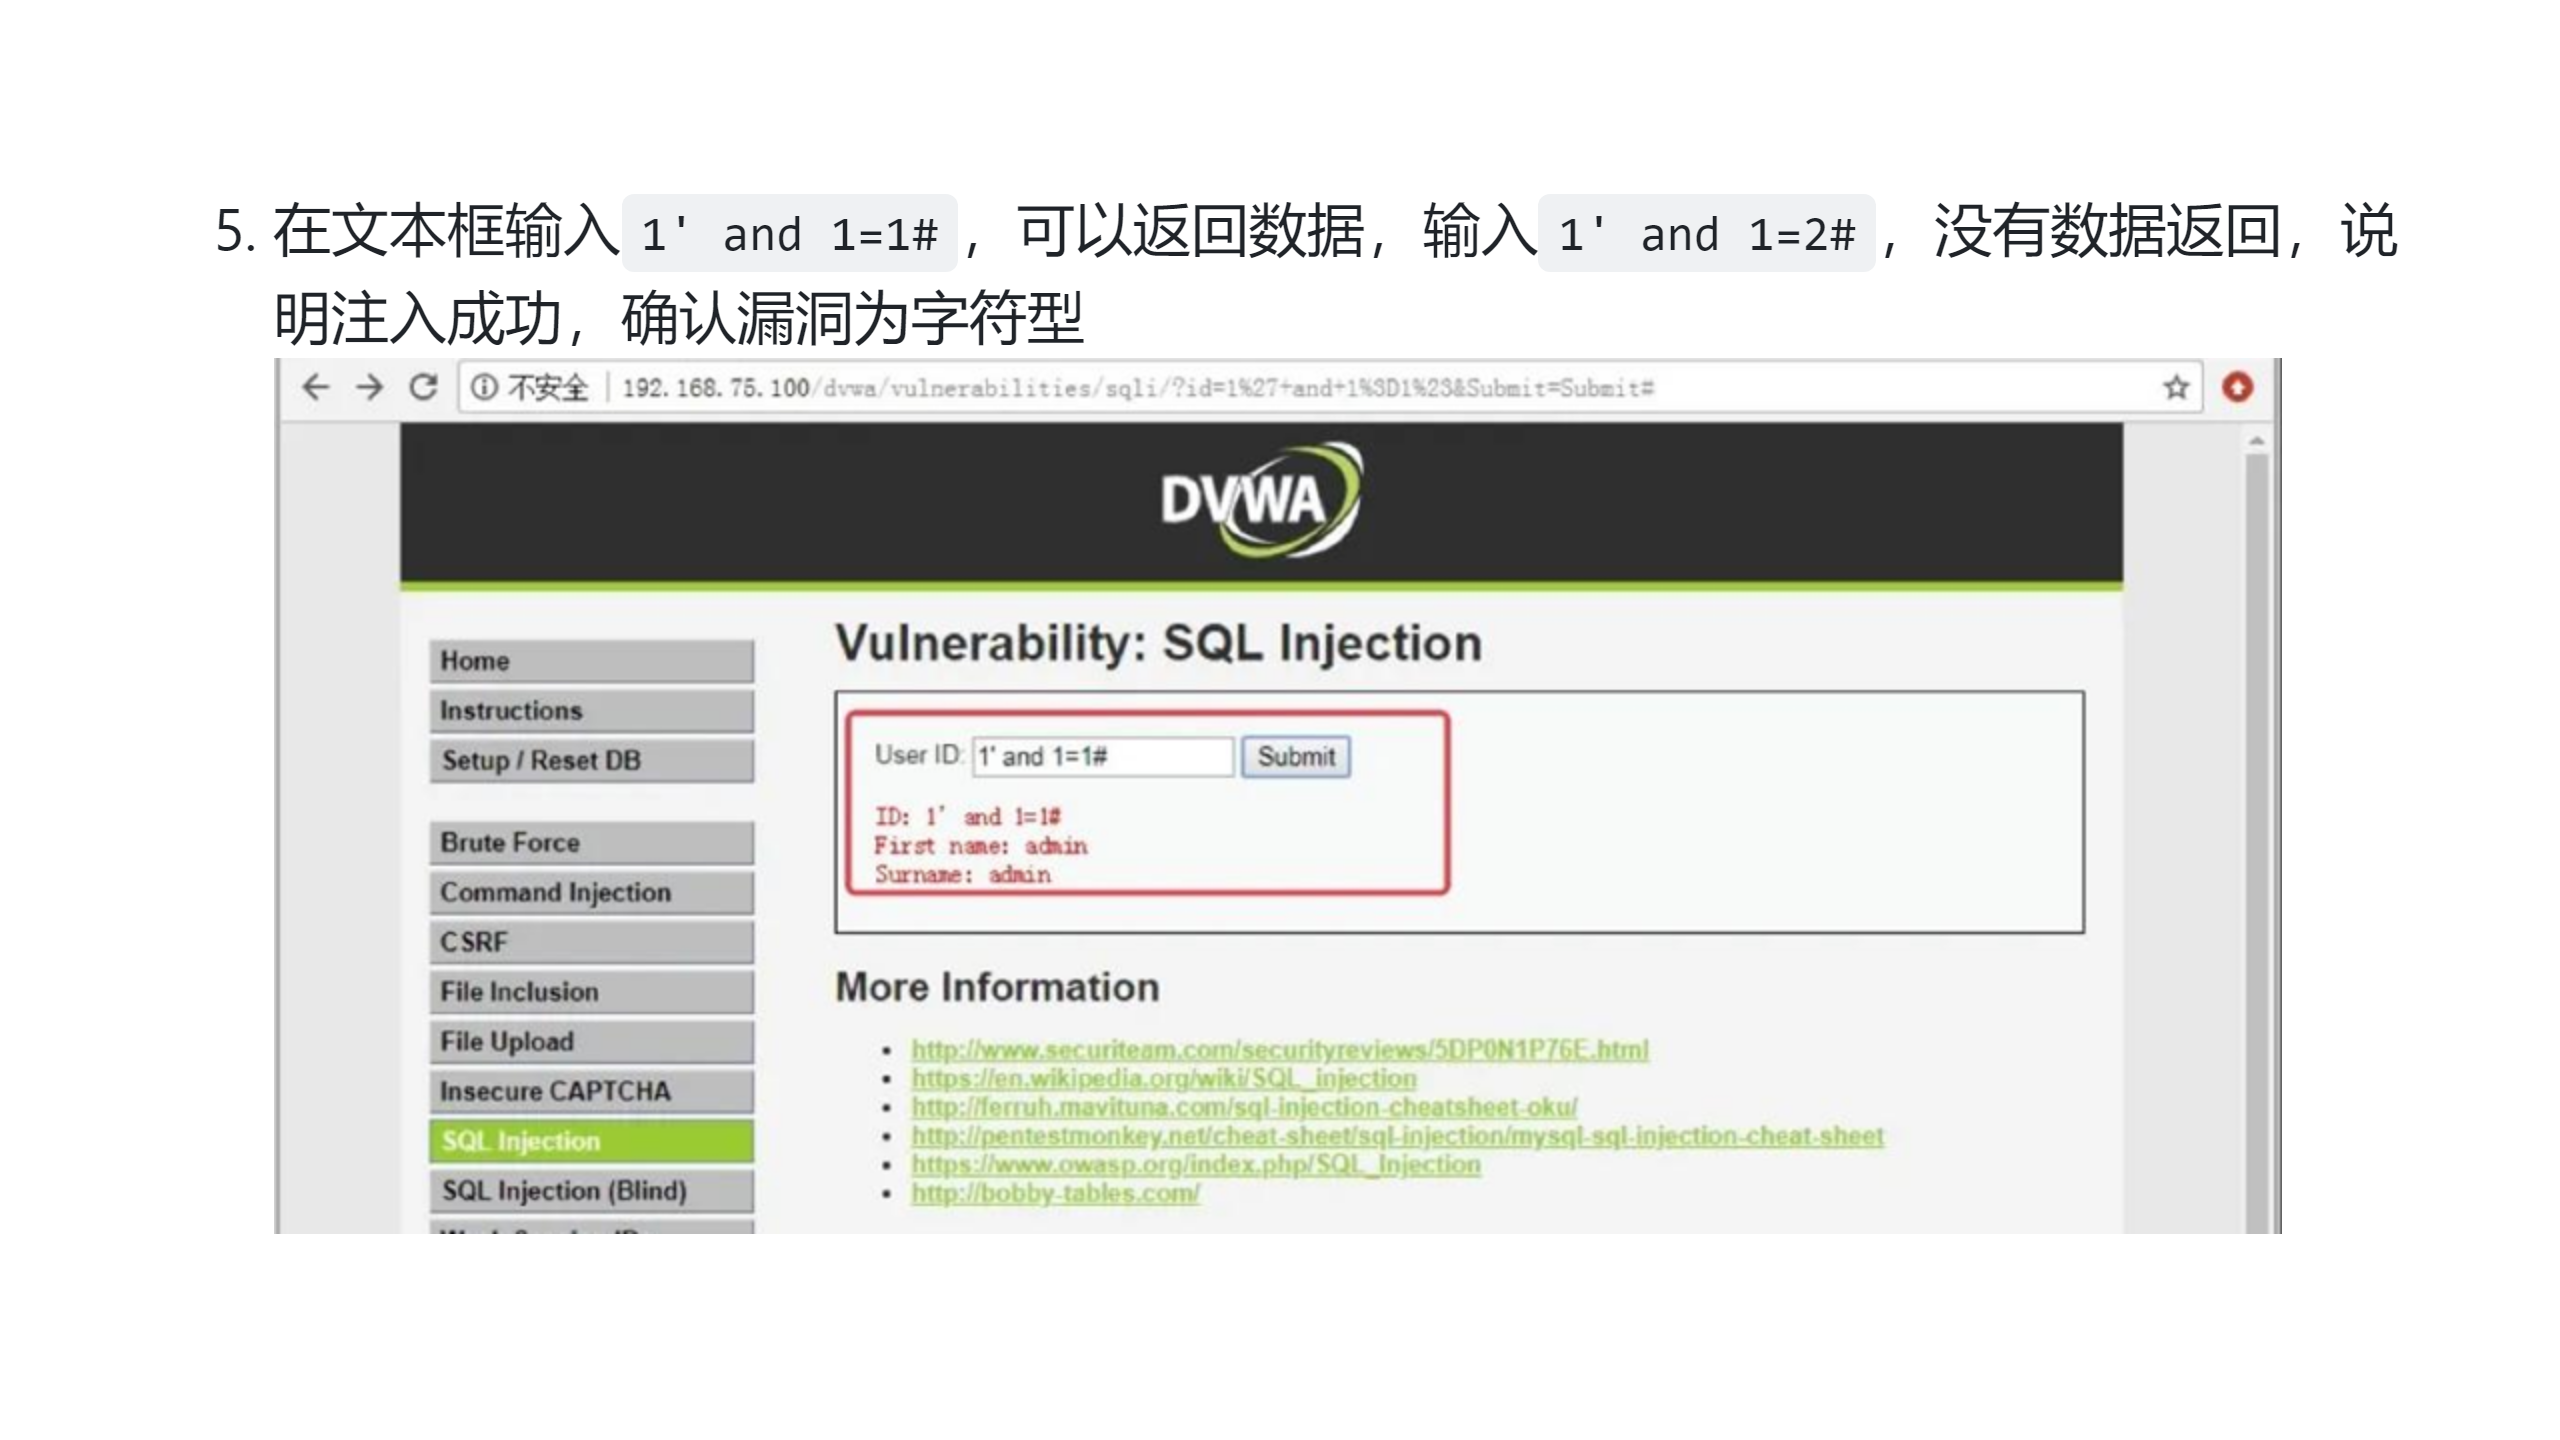 5. 在文本框输入 1' and 1=1# ，可以返回数据，输入 1' and 1=2# ，没有数据返回，说
明注入成功，确认漏洞为字符型
不安全 | 192.168.75.100/dvwa/vulnerabilities/sqli/?id=1%27+and+1%3D1%23&Submit=Submit#
DVWA
Home
Instructions
Setup / Reset DB
Brute Force
Command Injection
CSRF
File Inclusion
File Upload
Insecure CAPTCHA
SQL Injection
SQL Injection (Blind)
Vulnerability: SQL Injection
User ID: 1' and 1=1# Submit
ID: 1' and 1=1#
First name: admin
Surname: admin
More Information
http://www.securiteam.com/securityreviews/5DP0N1P76E.html
https://en.wikipedia.org/wiki/SQL_injection
http://ferruh.mavituna.com/sql-injection-cheatsheet-oku/
http://pentestmonkey.net/cheat-sheet/sql-injection/mysql-sql-injection-cheat-sheet
https://www.owasp.org/index.php/SQL_Injection
http://bobby-tables.com/